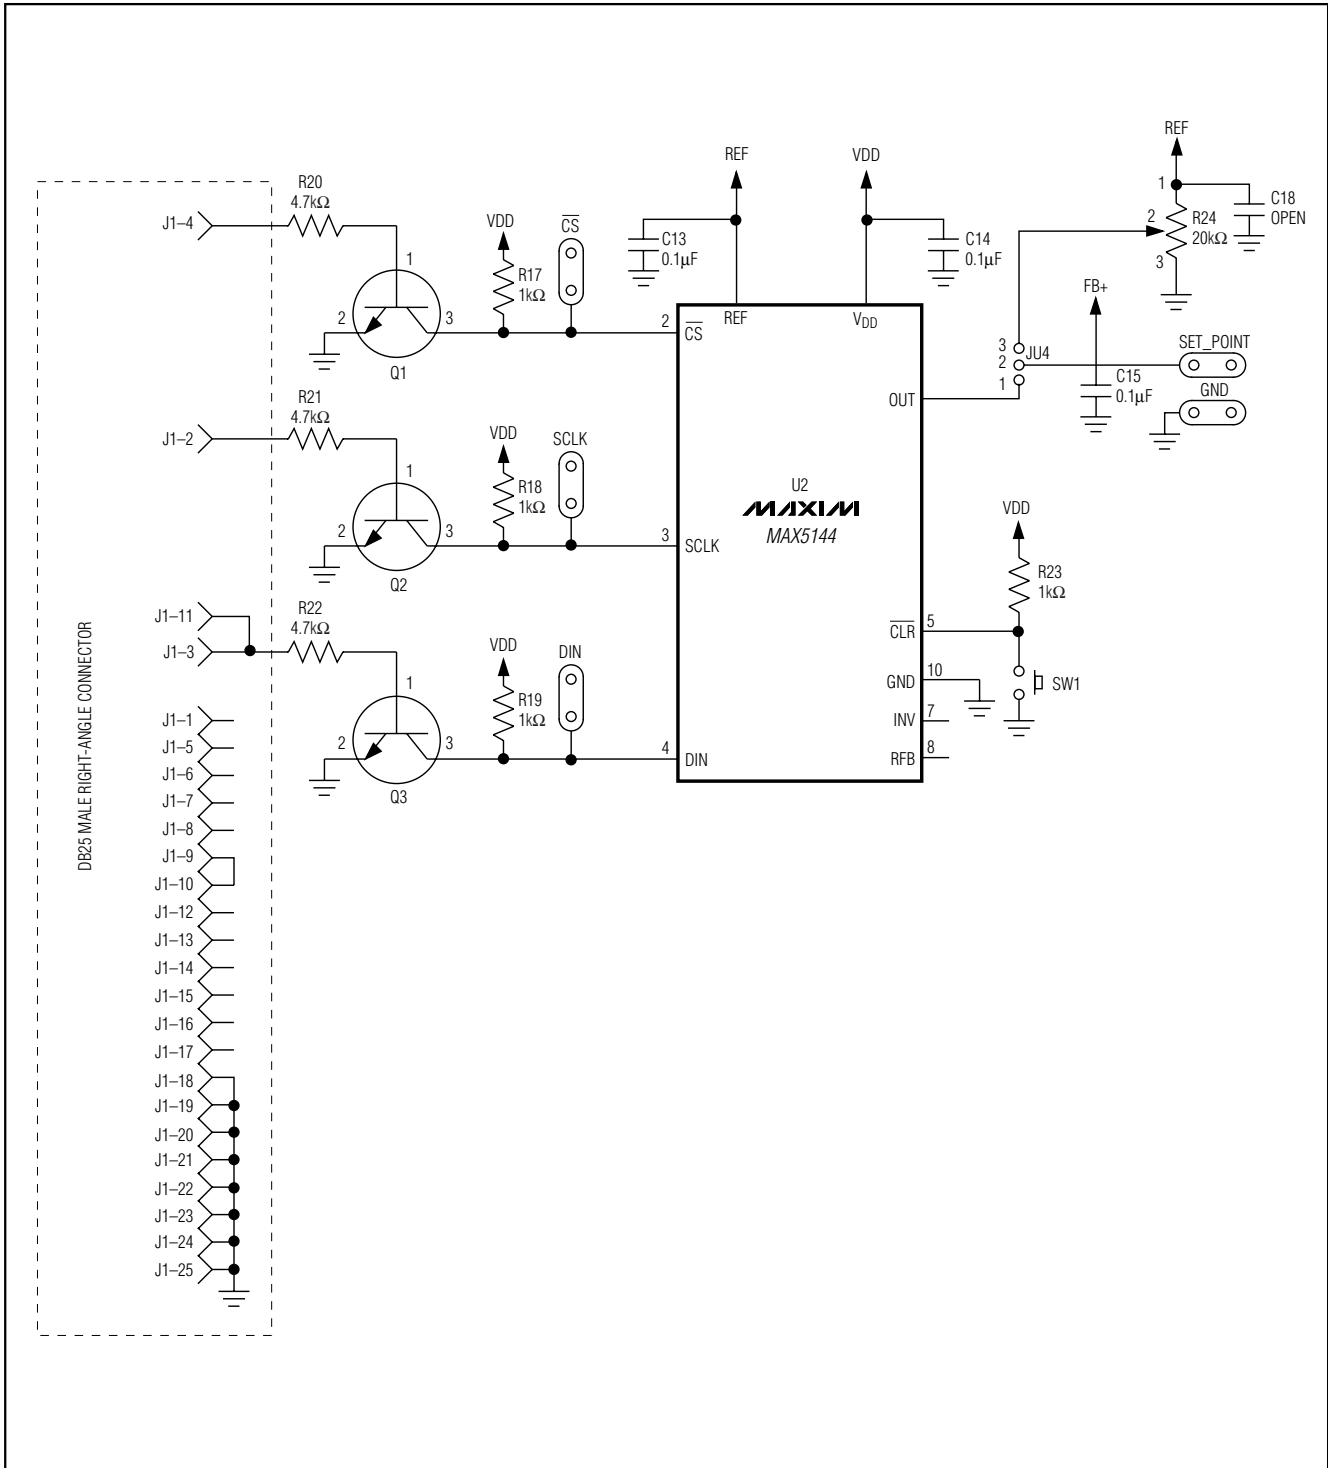 REF
REF
VDD
1
C18
OPEN
2
R24
20kΩ
3
R20
4.7kΩ
J1–4
VDD
CS
C13
0.1µF
C14
0.1µF
1
R17
1kΩ
FB+
2
3
2
CS
REF
VDD
Q1
3
2
1
JU4
SET_POINT
C15
0.1µF
GND
OUT
R21
4.7kΩ
J1–2
VDD
SCLK
1
R18
1kΩ
2
3
3
SCLK
Q2
U2
MAXIM
MAX5144
VDD
R23
1kΩ
J1–11
J1–3
R22
4.7kΩ
VDD
DIN
CLR
5
1
R19
1kΩ
GND
10
SW1
INV
7
2
3
4
DIN
RFB
8
Q3
DB25 MALE RIGHT-ANGLE CONNECTOR
J1–1
J1–5
J1–6
J1–7
J1–8
J1–9
J1–10
J1–12
J1–13
J1–14
J1–15
J1–16
J1–17
J1–18
J1–19
J1–20
J1–21
J1–22
J1–23
J1–24
J1–25